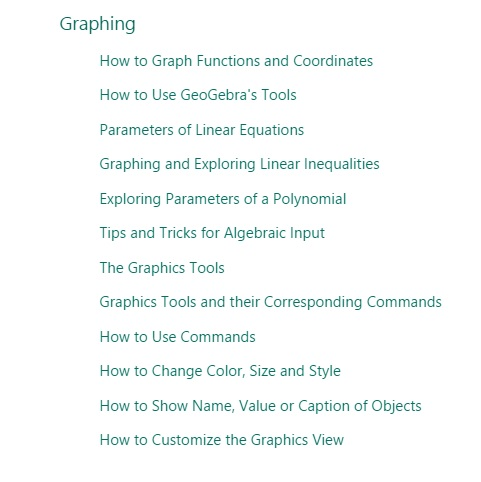 Graphing
How to Graph Functions and Coordinates
How to Use GeoGebra's Tools
Parameters of Linear Equations
Graphing and Exploring Linear Inequalities
Exploring Parameters of a Polynomial
Tips and Tricks for Algebraic Input
The Graphics Tools
Graphics Tools and their Corresponding Commands
How to Use Commands
How to Change Color, Size and Style
How to Show Name, Value or Caption of Objects
How to Customize the Graphics View